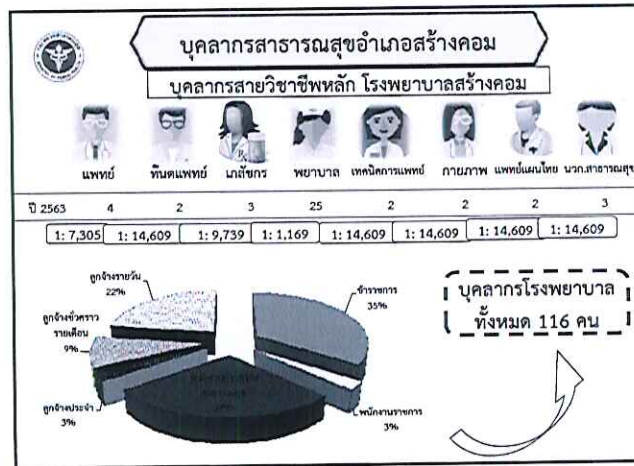 บุคลากรสาธารณสุขอำเภอสร้างคอม
บุคลากรสายวิชาชีพหลัก โรงพยาบาลสร้างคอม
แพทย์ ทันตแพทย์ เภสัชกร พยาบาล เทคนิคการแพทย์ กายภาพ แพทย์แผนไทย นวก.สาธารณสุข
ปี 2563 4 2 3 25 2 2 2 3
1: 7,305 1: 14,609 1: 9,739 1: 1,169 1: 14,609 1: 14,609 1: 14,609 1: 14,609
ลูกจ้างรายวัน
22%
ข้าราชการ
35%
บุคลากรโรงพยาบาล
ทั้งหมด 116 คน
ลูกจ้างชั่วคราว
รายเดือน
9%
ลูกจ้างประจำ
3%
พนักงานราชการ
3%